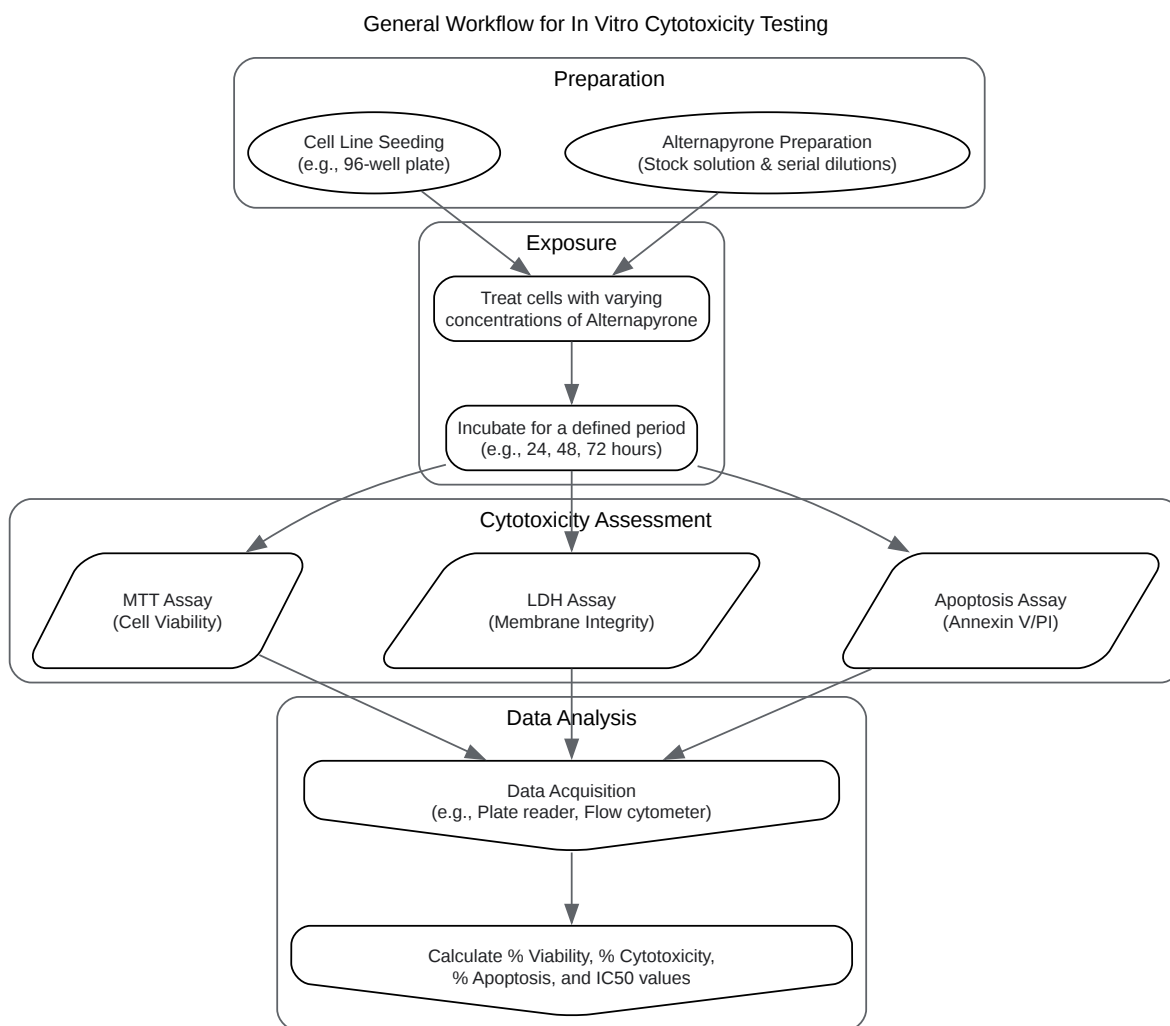 General Workflow for In Vitro Cytotoxicity Testing
Preparation
Cell Line Seeding
(e.g., 96-well plate)
Alternapyrone Preparation
(Stock solution & serial dilutions)
Exposure
Treat cells with varying
concentrations of Alternapyrone
Incubate for a defined period
(e.g., 24, 48, 72 hours)
Cytotoxicity Assessment
MTT Assay
(Cell Viability)
LDH Assay
(Membrane Integrity)
Apoptosis Assay
(Annexin V/PI)
Data Analysis
Data Acquisition
(e.g., Plate reader, Flow cytometer)
Calculate % Viability, % Cytotoxicity,
% Apoptosis, and IC50 values